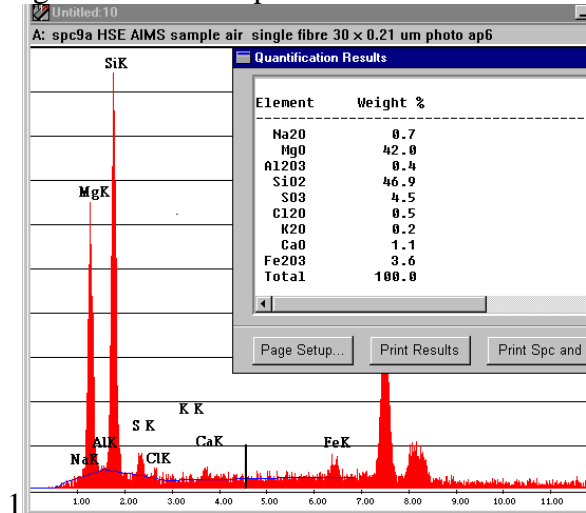 Untitled:10
A: spc9a HSE AIMS sample air single fibre 30 x 0.21 um photo ap6
Quantification Results
Element Weight %
Na2O 0.7
MgO 42.0
Al2O3 0.4
SiO2 46.9
SO3 4.5
Cl2O 0.5
K2O 0.2
CaO 1.1
Fe2O3 3.6
Total 100.0
Page Setup... Print Results Print Spc and
SiK
MgK
K K
S K
AlK CaK FeK
NaK ClK
1.00 2.00 3.00 4.00 5.00 6.00 7.00 8.00 9.00 10.00 11.00
1